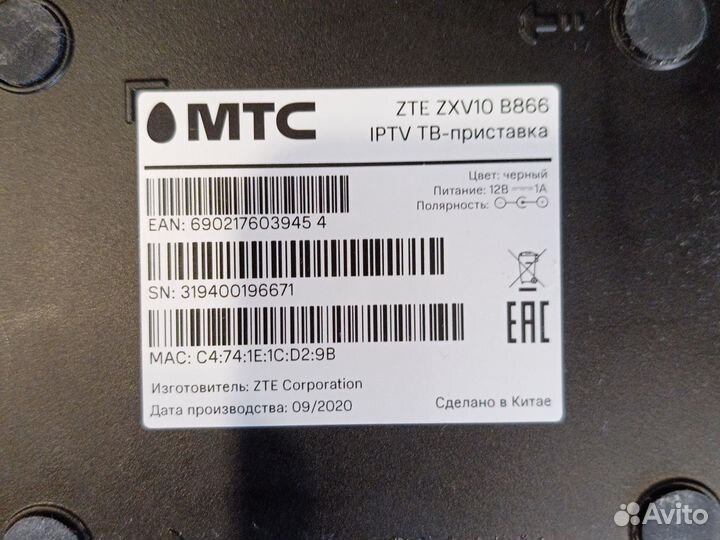 МТС
ZTE ZXV10 B866
IPTV ТВ-приставка
Цвет: черный
Питание: 12В 1А
Полярность:
EAN: 690217603945 4
SN: 319400196671
MAC: C4:74:1E:1C:D2:9B
EAC
Изготовитель: ZTE Corporation
Дата производства: 09/2020
Сделано в Китае
Avito